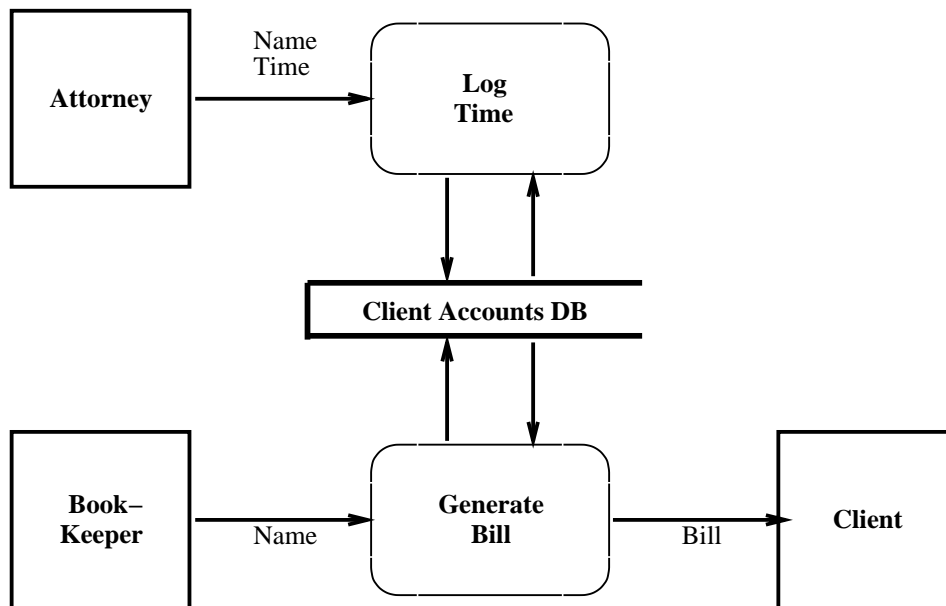 Name
Time
Attorney
Log
Time
Client Accounts DB
Book−
Keeper
Name
Generate
Bill
Bill
Client